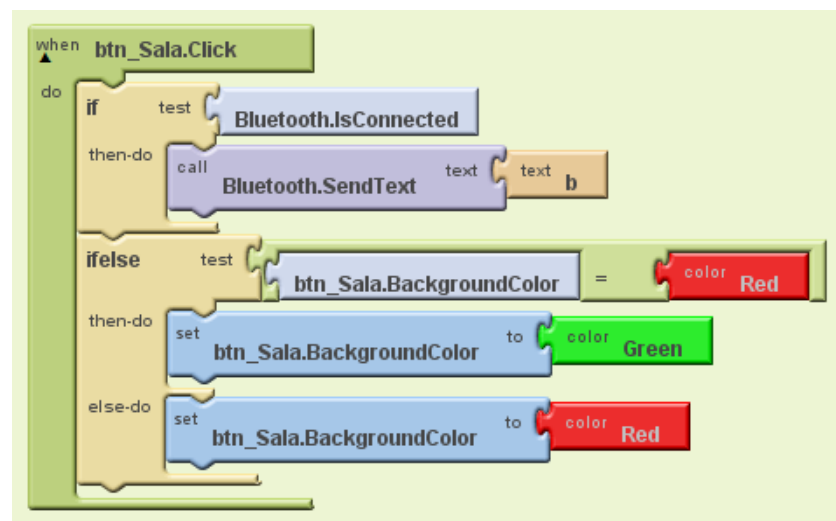 when btn_Sala.Click
do
if test Bluetooth.IsConnected
then-do call Bluetooth.SendText text text b
ifelse test btn_Sala.BackgroundColor = color Red
then-do set btn_Sala.BackgroundColor to color Green
else-do set btn_Sala.BackgroundColor to color Red